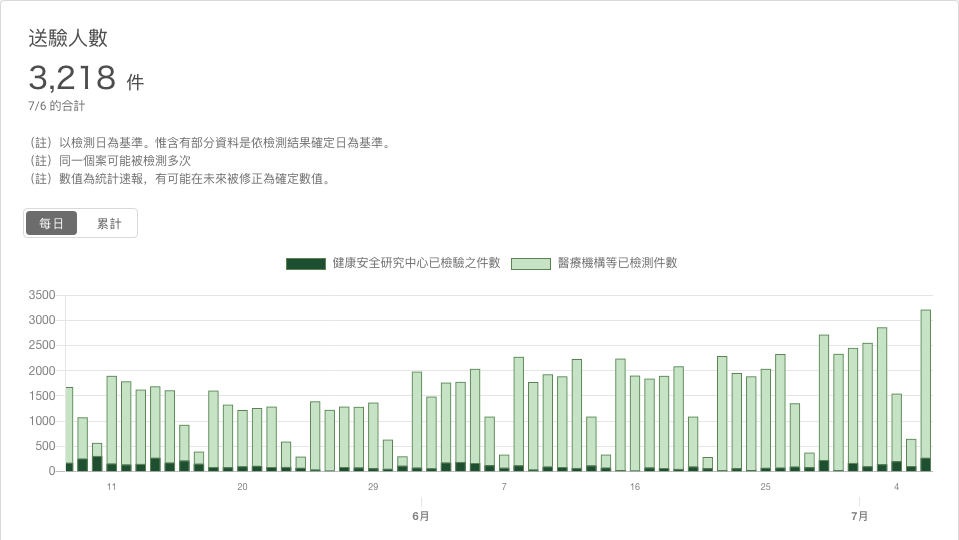 送驗人數
3,218 件
7/6 的合計
（註）以檢測日為基準。惟含有部分資料是依檢測結果確定日為基準。
（註）同一個案可能被檢測多次
（註）數值為統計速報，有可能在未來被修正為確定數值。
每日 累計
健康安全研究中心已檢驗之件數 醫療機構等已檢測件數
3500
3000
2500
2000
1500
1000
500
0
11 20 29 7 16 25 4
6月 7月